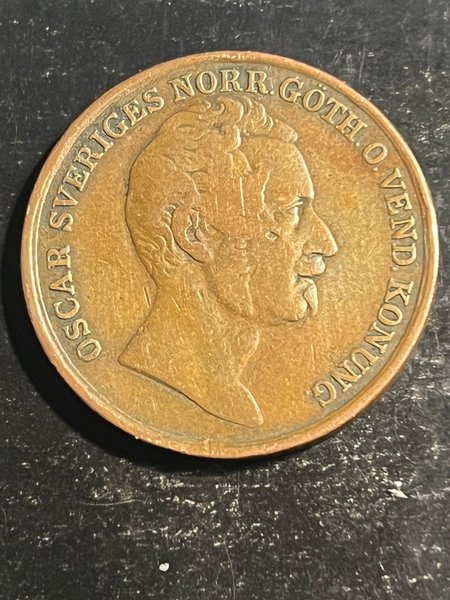 OSCAR SVERIGES NORR. GÖTH. O. VEND. KONUNG.